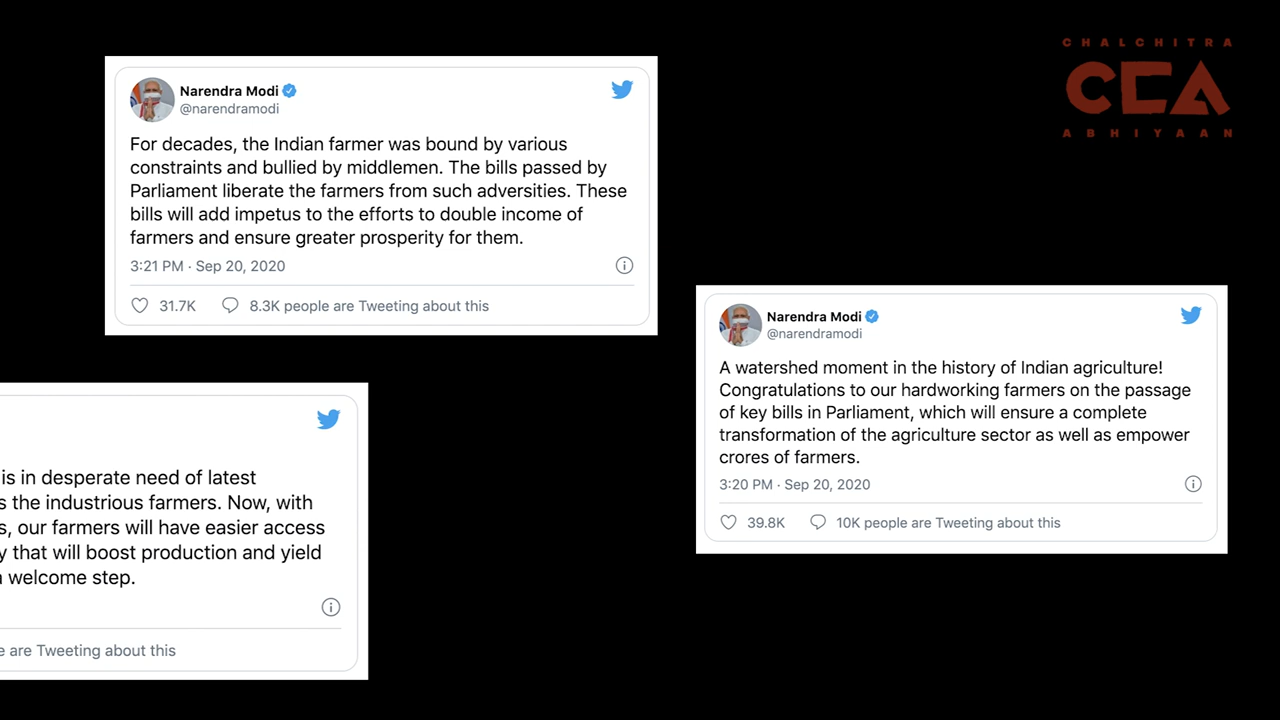 CHALCHITRA
CCA
ABHIYAAN
Narendra Modi
@narendramodi
For decades, the Indian farmer was bound by various
constraints and bullied by middlemen. The bills passed by
Parliament liberate the farmers from such adversities. These
bills will add impetus to the efforts to double income of
farmers and ensure greater prosperity for them.
3:21 PM · Sep 20, 2020
31.7K 8.3K people are Tweeting about this
Narendra Modi
@narendramodi
A watershed moment in the history of Indian agriculture!
Congratulations to our hardworking farmers on the passage
of key bills in Parliament, which will ensure a complete
transformation of the agriculture sector as well as empower
crores of farmers.
3:20 PM · Sep 20, 2020
39.8K 10K people are Tweeting about this
is in desperate need of latest
s the industrious farmers. Now, with
s, our farmers will have easier access
y that will boost production and yield
a welcome step.
e are Tweeting about this